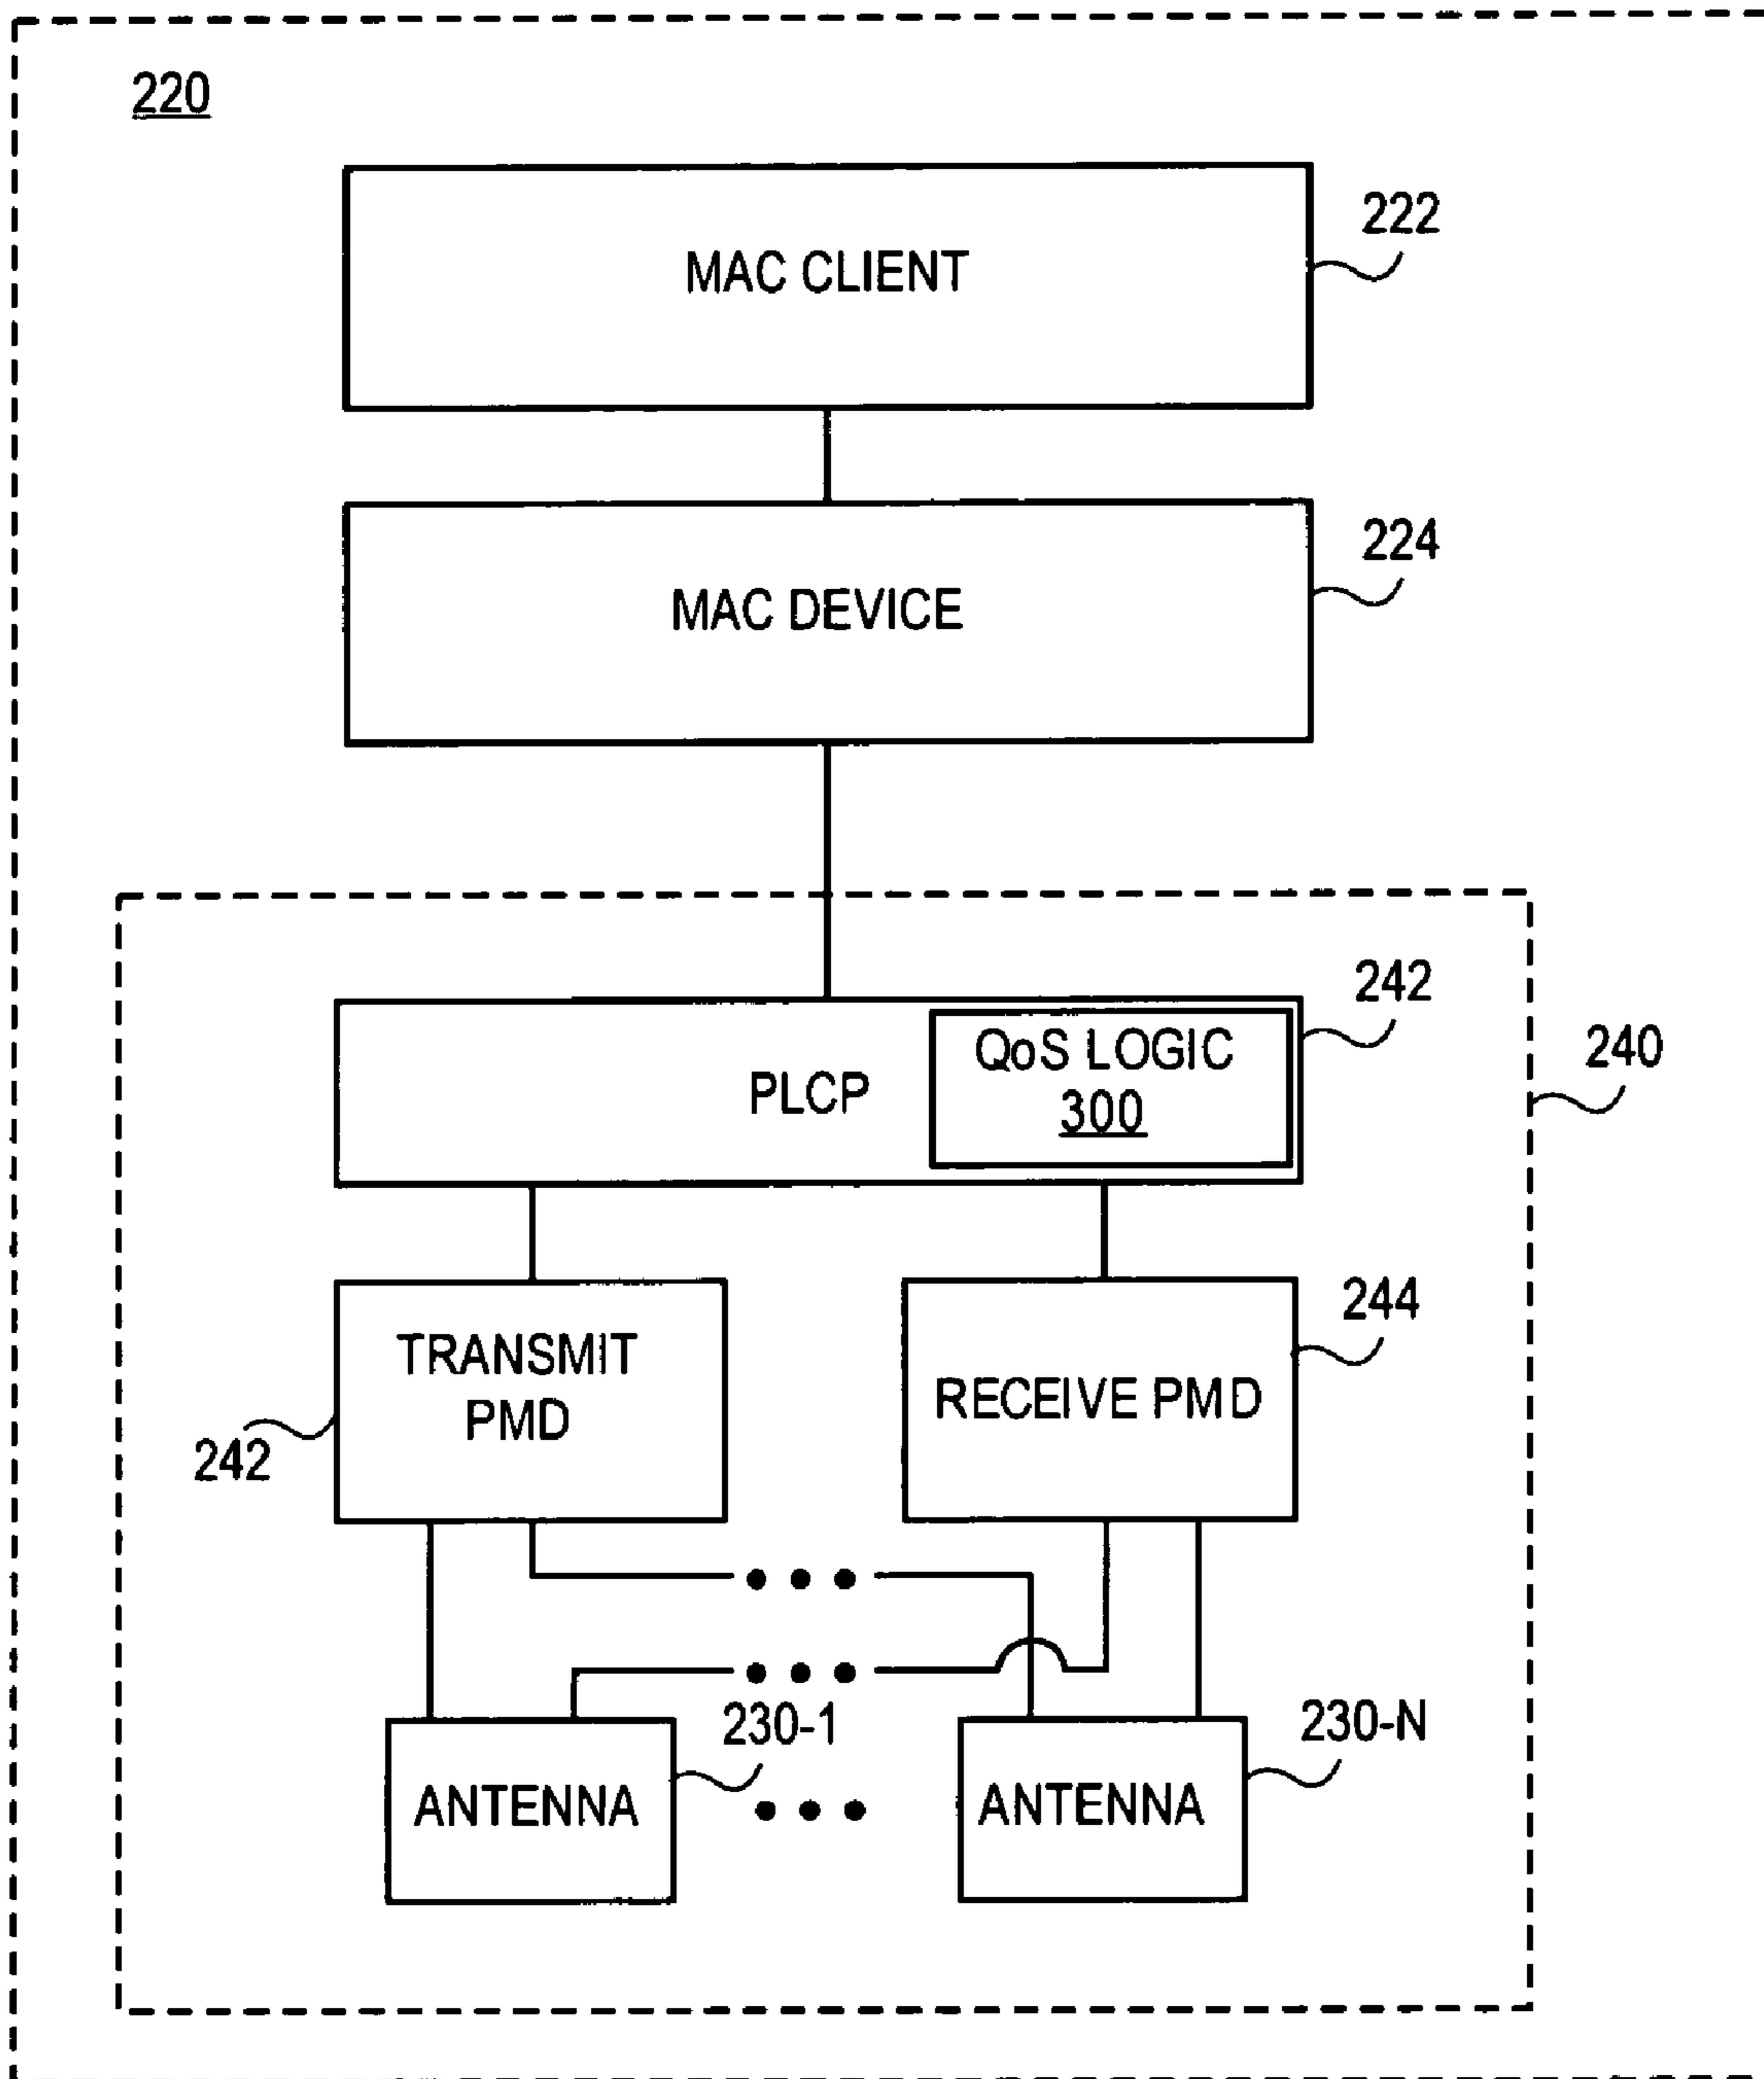 220
222
MAC CLIENT
224
MAC DEVICE
242
240
QoS LOGIC
300
PLCP
244
TRANSMIT
PMD
RECEIVE PMD
242
230-1
230-N
ANTENNA
ANTENNA